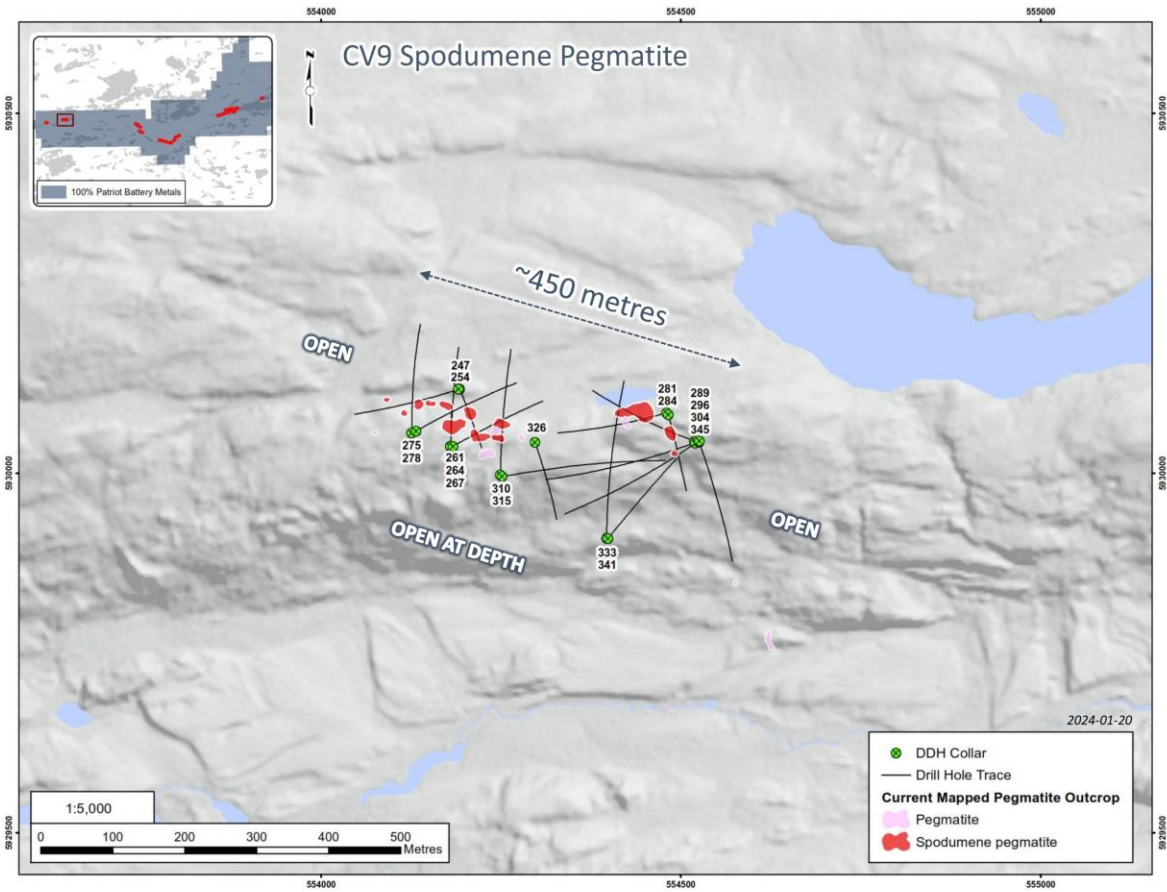 554000
554500
555000
CV9 Spodumene Pegmatite
N
100% Patriot Battery Metals
5930500
5930500
~450 metres
OPEN
247
254
281
284
289
296
304
345
326
275
278
261
264
267
310
315
5930000
5930000
OPEN
OPEN AT DEPTH
333
341
2024-01-20
DDH Collar
Drill Hole Trace
Current Mapped Pegmatite Outcrop
Pegmatite
Spodumene pegmatite
1:5,000
0 100 200 300 400 500
Metres
5929500
5929500
554000
554500
555000